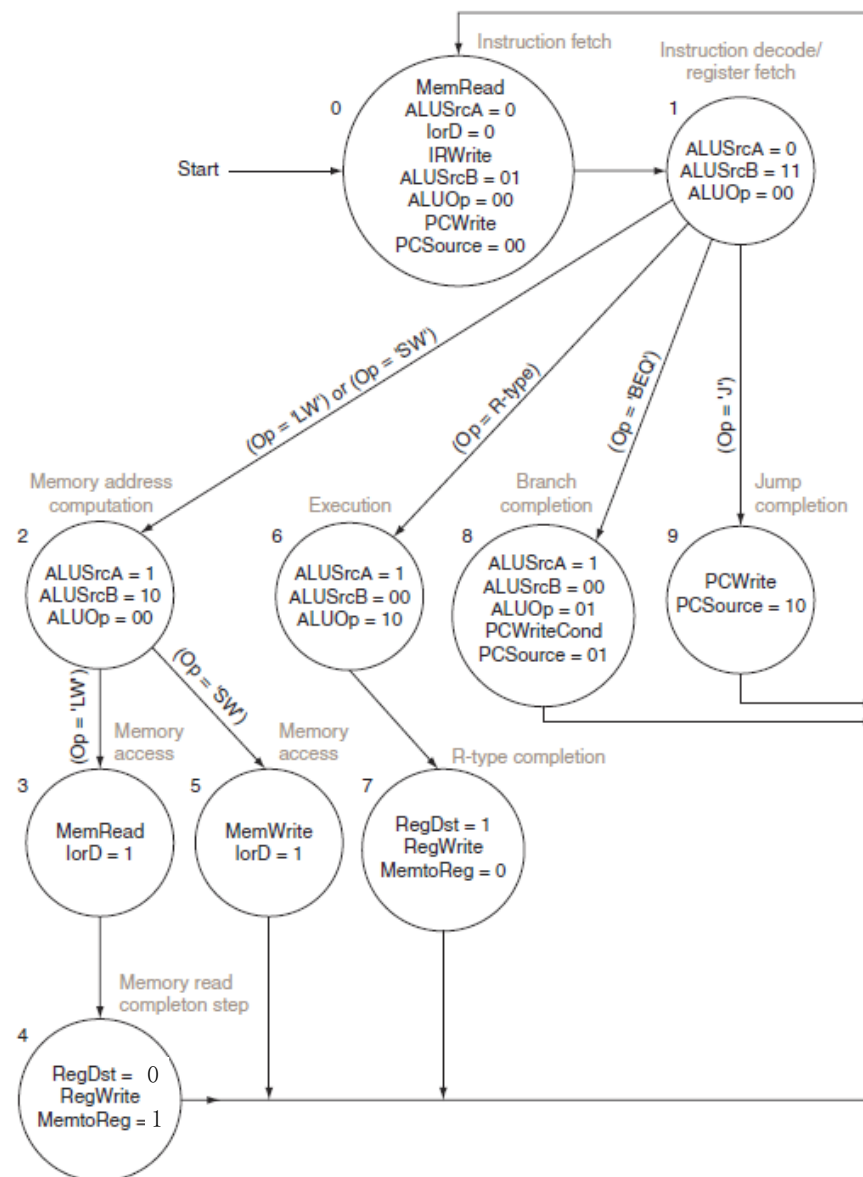 Instruction fetch
Instruction decode/
register fetch
0
MemRead
ALUSrcA = 0
IorD = 0
IRWrite
ALUSrcB = 01
ALUOp = 00
PCWrite
PCSource = 00
Start
1
ALUSrcA = 0
ALUSrcB = 11
ALUOp = 00
(Op = 'LW') or (Op = 'SW')
(Op = R-type)
(Op = 'BEQ')
(Op = 'J')
Memory address
computation
2
ALUSrcA = 1
ALUSrcB = 10
ALUOp = 00
Execution
6
ALUSrcA = 1
ALUSrcB = 00
ALUOp = 10
Branch
completion
8
ALUSrcA = 1
ALUSrcB = 00
ALUOp = 01
PCWriteCond
PCSource = 01
Jump
completion
9
PCWrite
PCSource = 10
(Op = 'LW')
(Op = 'SW')
Memory
access
3
MemRead
IorD = 1
Memory
access
5
MemWrite
IorD = 1
R-type completion
7
RegDst = 1
RegWrite
MemtoReg = 0
Memory read
completon step
4
RegDst = 0
RegWrite
MemtoReg = 1